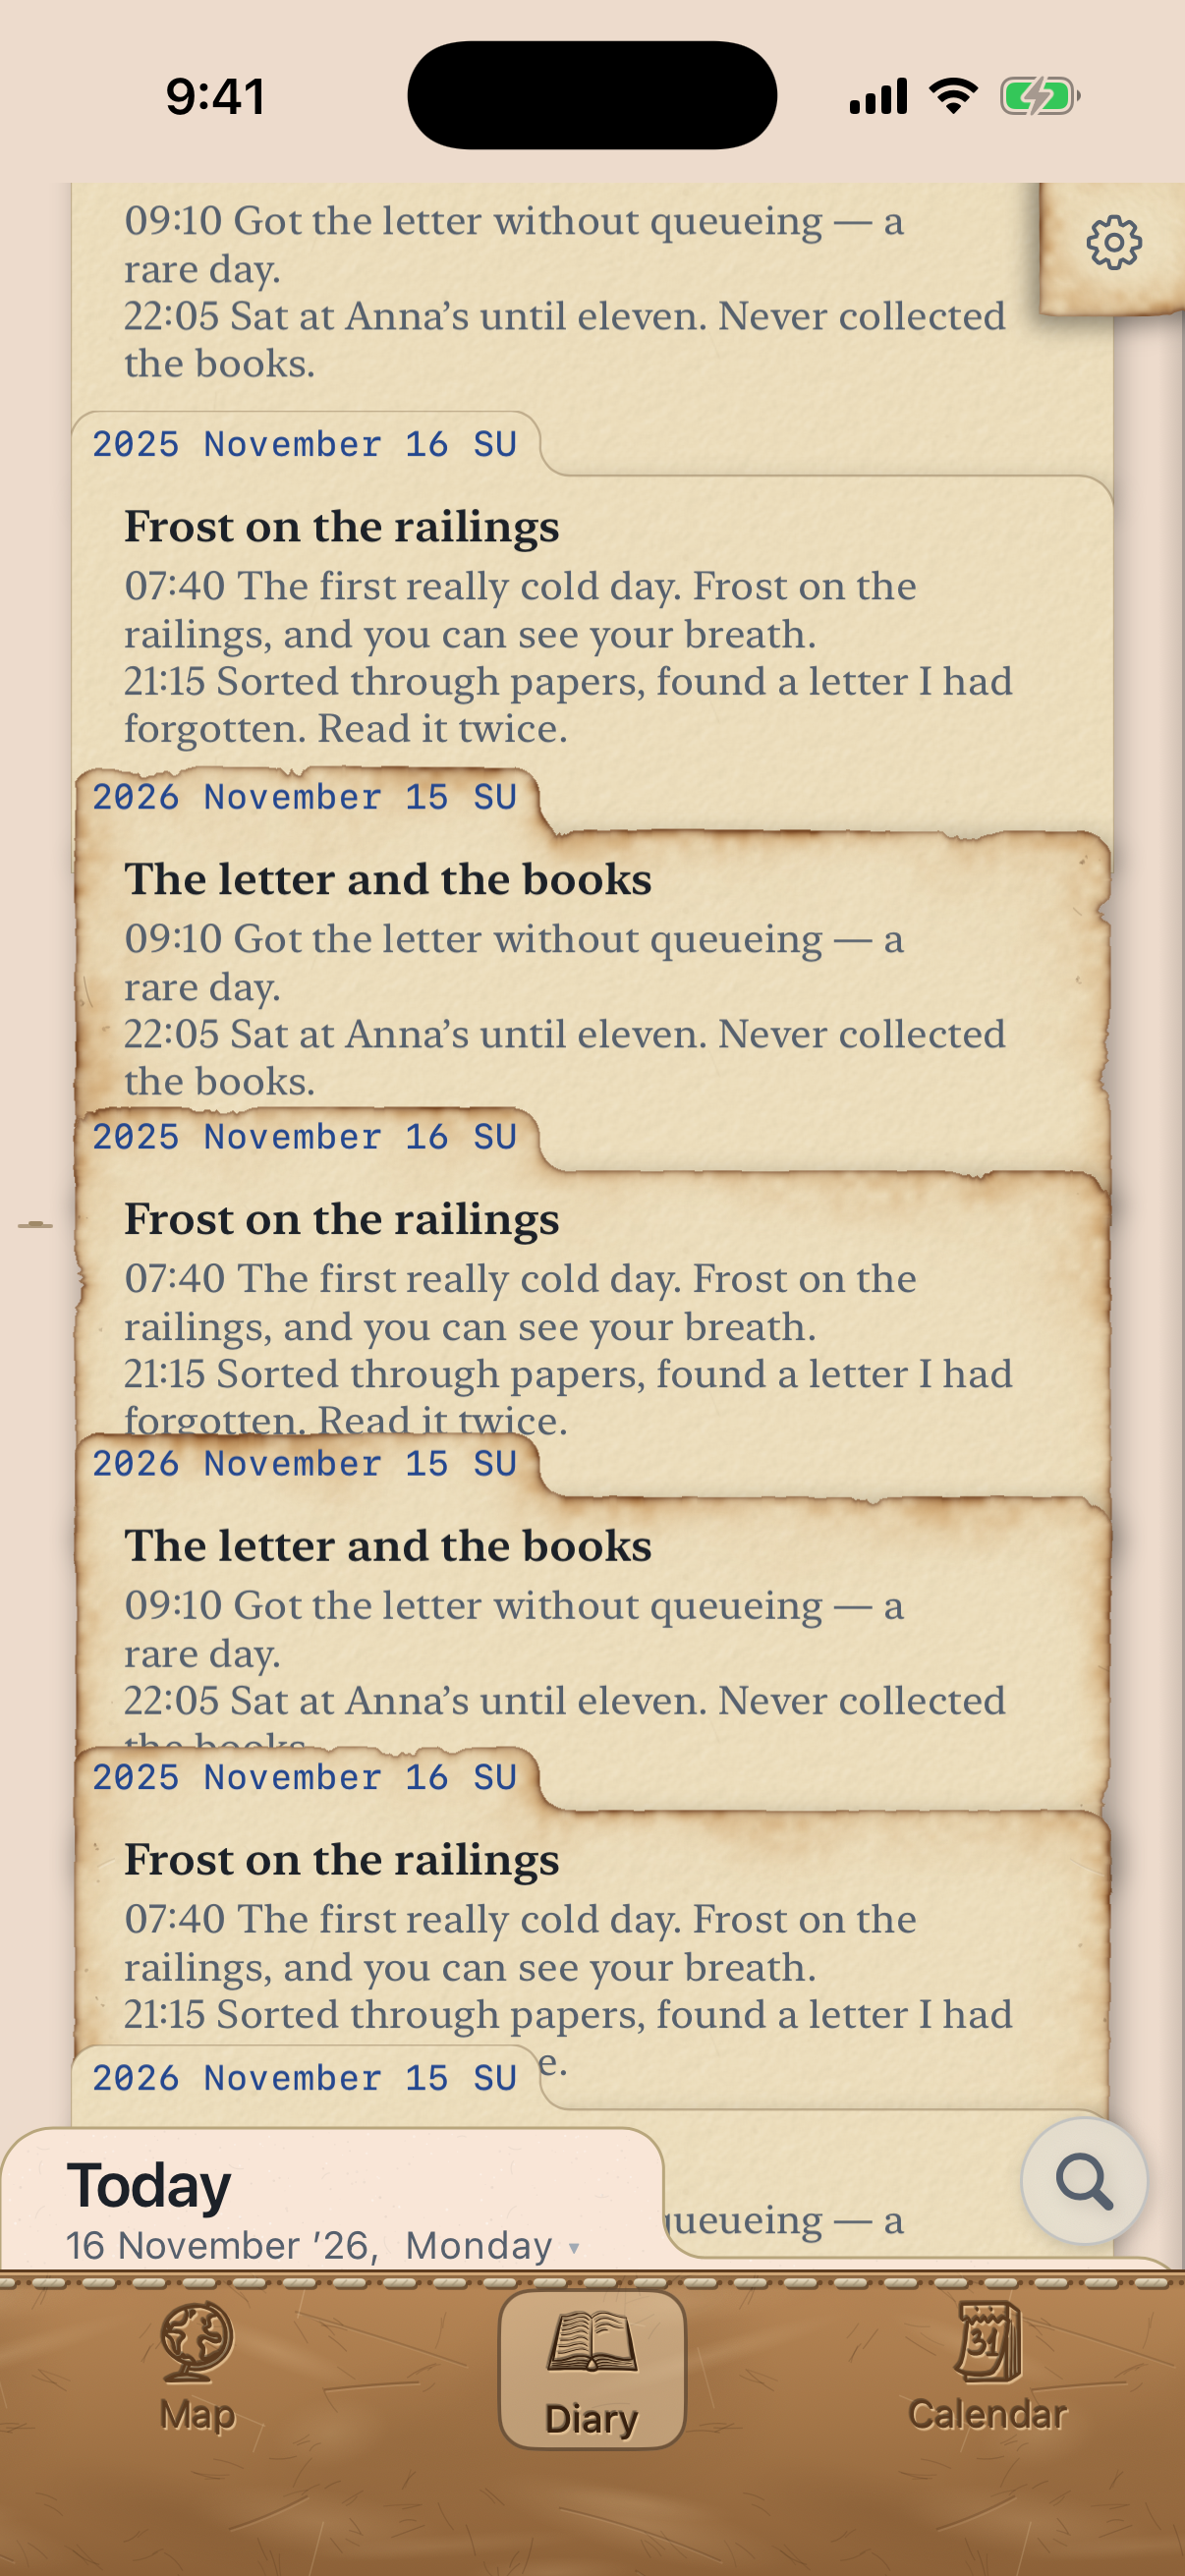 9:41
09:10 Got the letter without queueing — a
rare day.
22:05 Sat at Anna’s until eleven. Never collected
the books.
2025 November 16 SU
Frost on the railings
07:40 The first really cold day. Frost on the
railings, and you can see your breath.
21:15 Sorted through papers, found a letter I had
forgotten. Read it twice.
2026 November 15 SU
The letter and the books
09:10 Got the letter without queueing — a
rare day.
22:05 Sat at Anna’s until eleven. Never collected
the books.
2025 November 16 SU
Frost on the railings
07:40 The first really cold day. Frost on the
railings, and you can see your breath.
21:15 Sorted through papers, found a letter I had
forgotten. Read it twice.
2026 November 15 SU
The letter and the books
09:10 Got the letter without queueing — a
rare day.
22:05 Sat at Anna’s until eleven. Never collected
the books.
2025 November 16 SU
Frost on the railings
07:40 The first really cold day. Frost on the
railings, and you can see your breath.
21:15 Sorted through papers, found a letter I had
e.
2026 November 15 SU
queueing — a
Today
16 November ’26, Monday
31
Map
Diary
Calendar